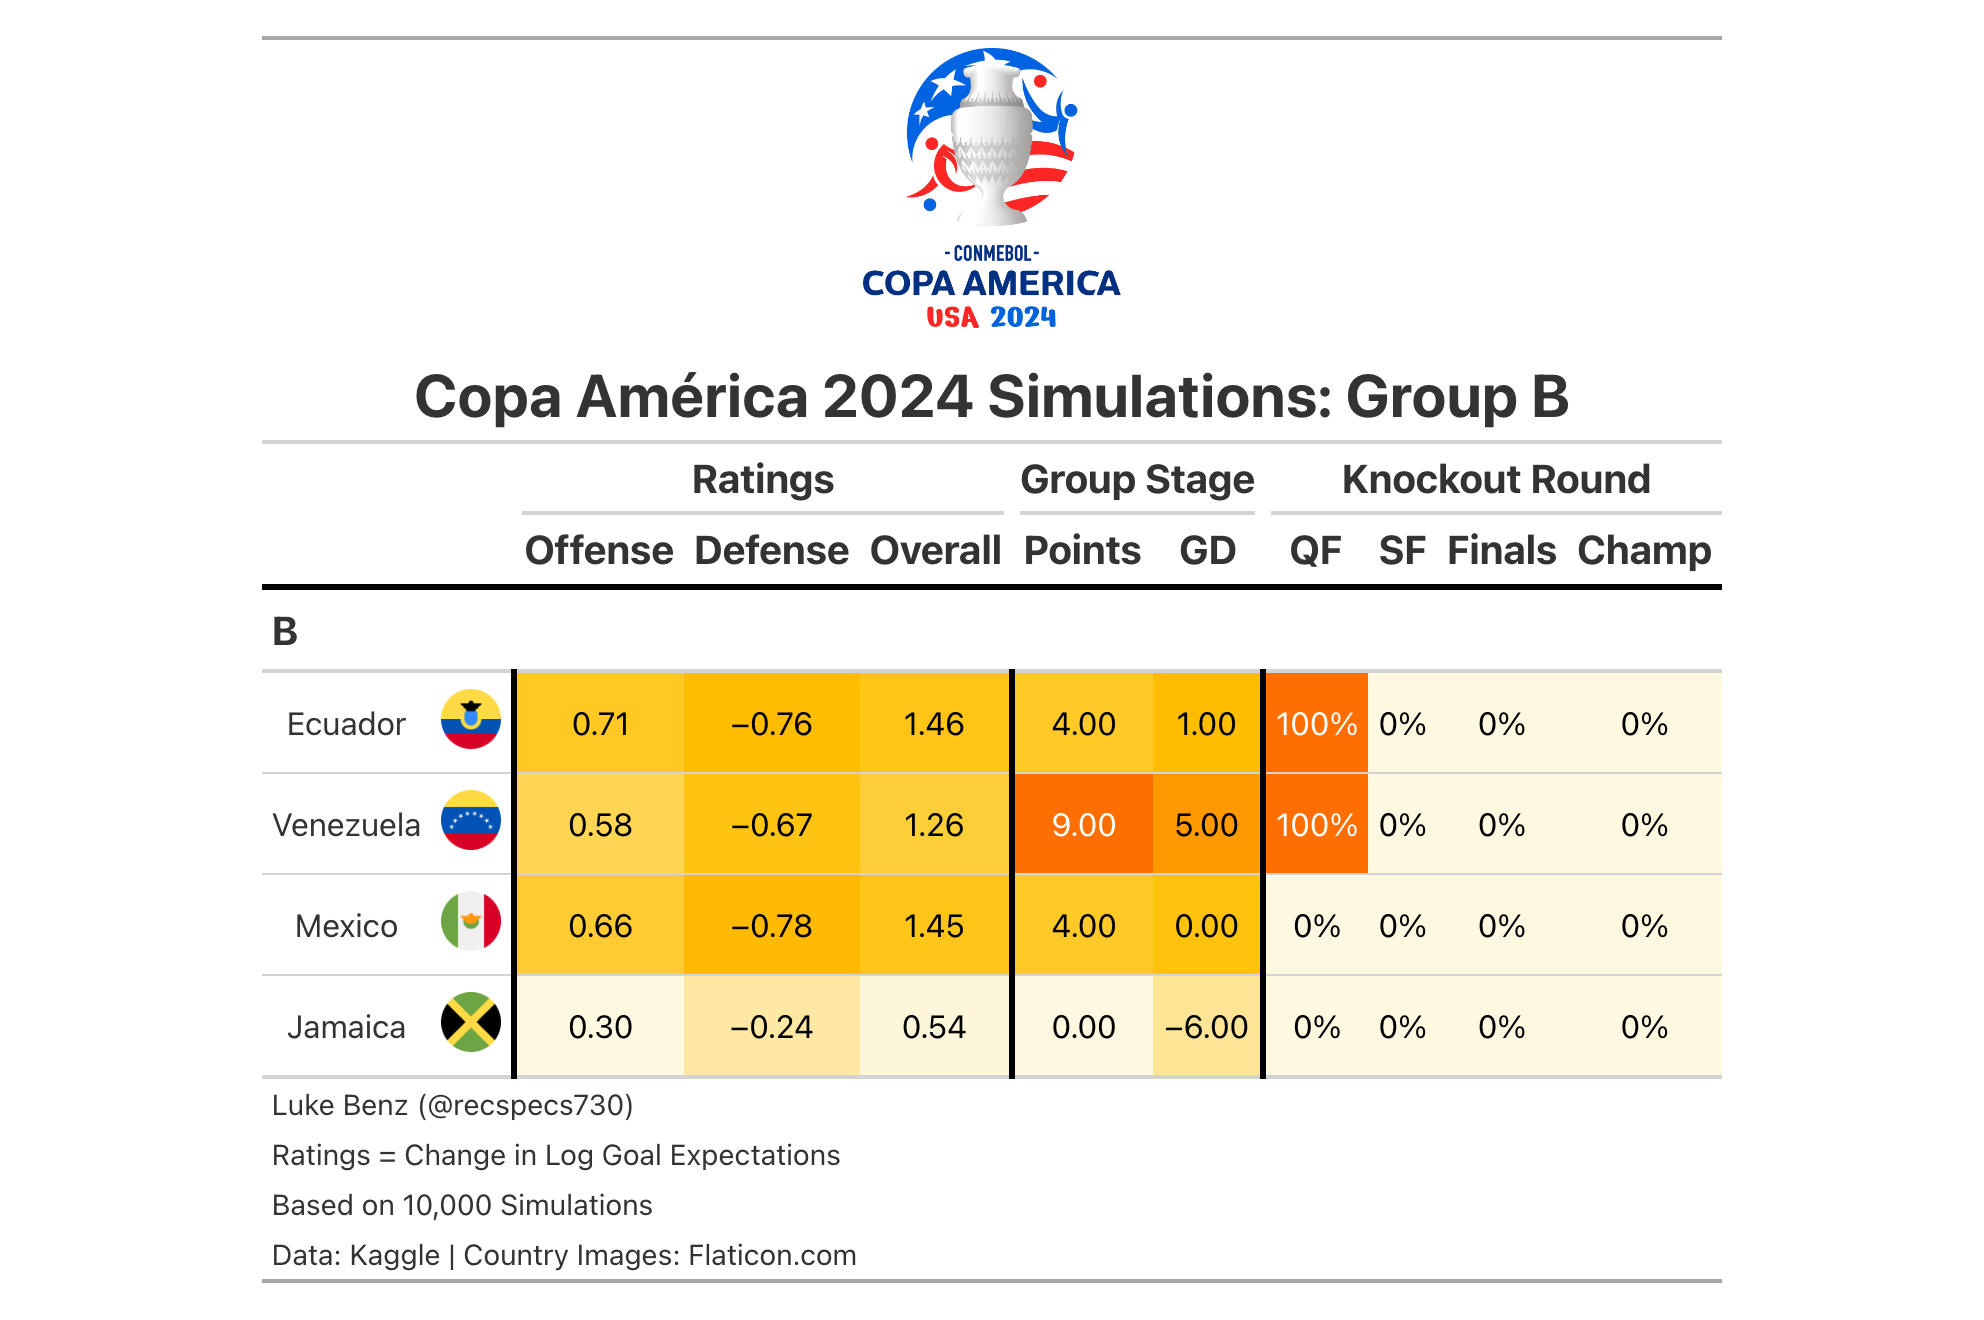 - CONMEBOL -
COPA AMERICA
USA 2024
Copa América 2024 Simulations: Group B
Ratings Group Stage Knockout Round
Offense Defense Overall Points GD QF SF Finals Champ
B
Ecuador 0.71 −0.76 1.46 4.00 1.00 100% 0% 0% 0%
Venezuela 0.58 −0.67 1.26 9.00 5.00 100% 0% 0% 0%
Mexico 0.66 −0.78 1.45 4.00 0.00 0% 0% 0% 0%
Jamaica 0.30 −0.24 0.54 0.00 −6.00 0% 0% 0% 0%
Luke Benz (@recspecs730)
Ratings = Change in Log Goal Expectations
Based on 10,000 Simulations
Data: Kaggle | Country Images: Flaticon.com